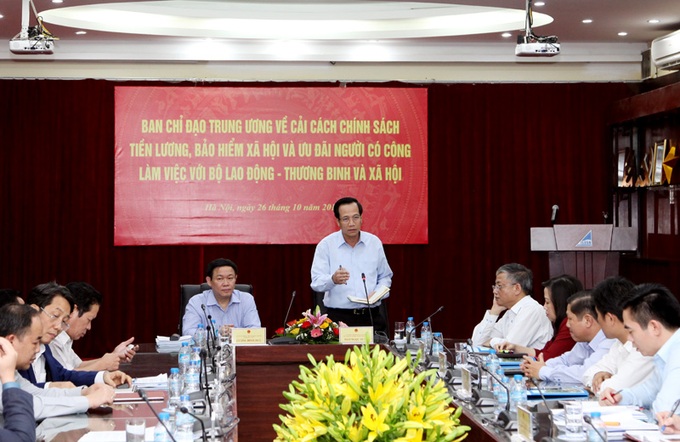 BAN CHỈ ĐẠO TRUNG ƯƠNG VỀ CẢI CÁCH CHÍNH SÁCH
TIỀN LƯƠNG, BẢO HIỂM XÃ HỘI VÀ ƯU ĐÃI NGƯỜI CÓ CÔNG
LÀM VIỆC VỚI BỘ LAO ĐỘNG - THƯƠNG BINH VÀ XÃ HỘI
Hà Nội, ngày 26 tháng 10 năm